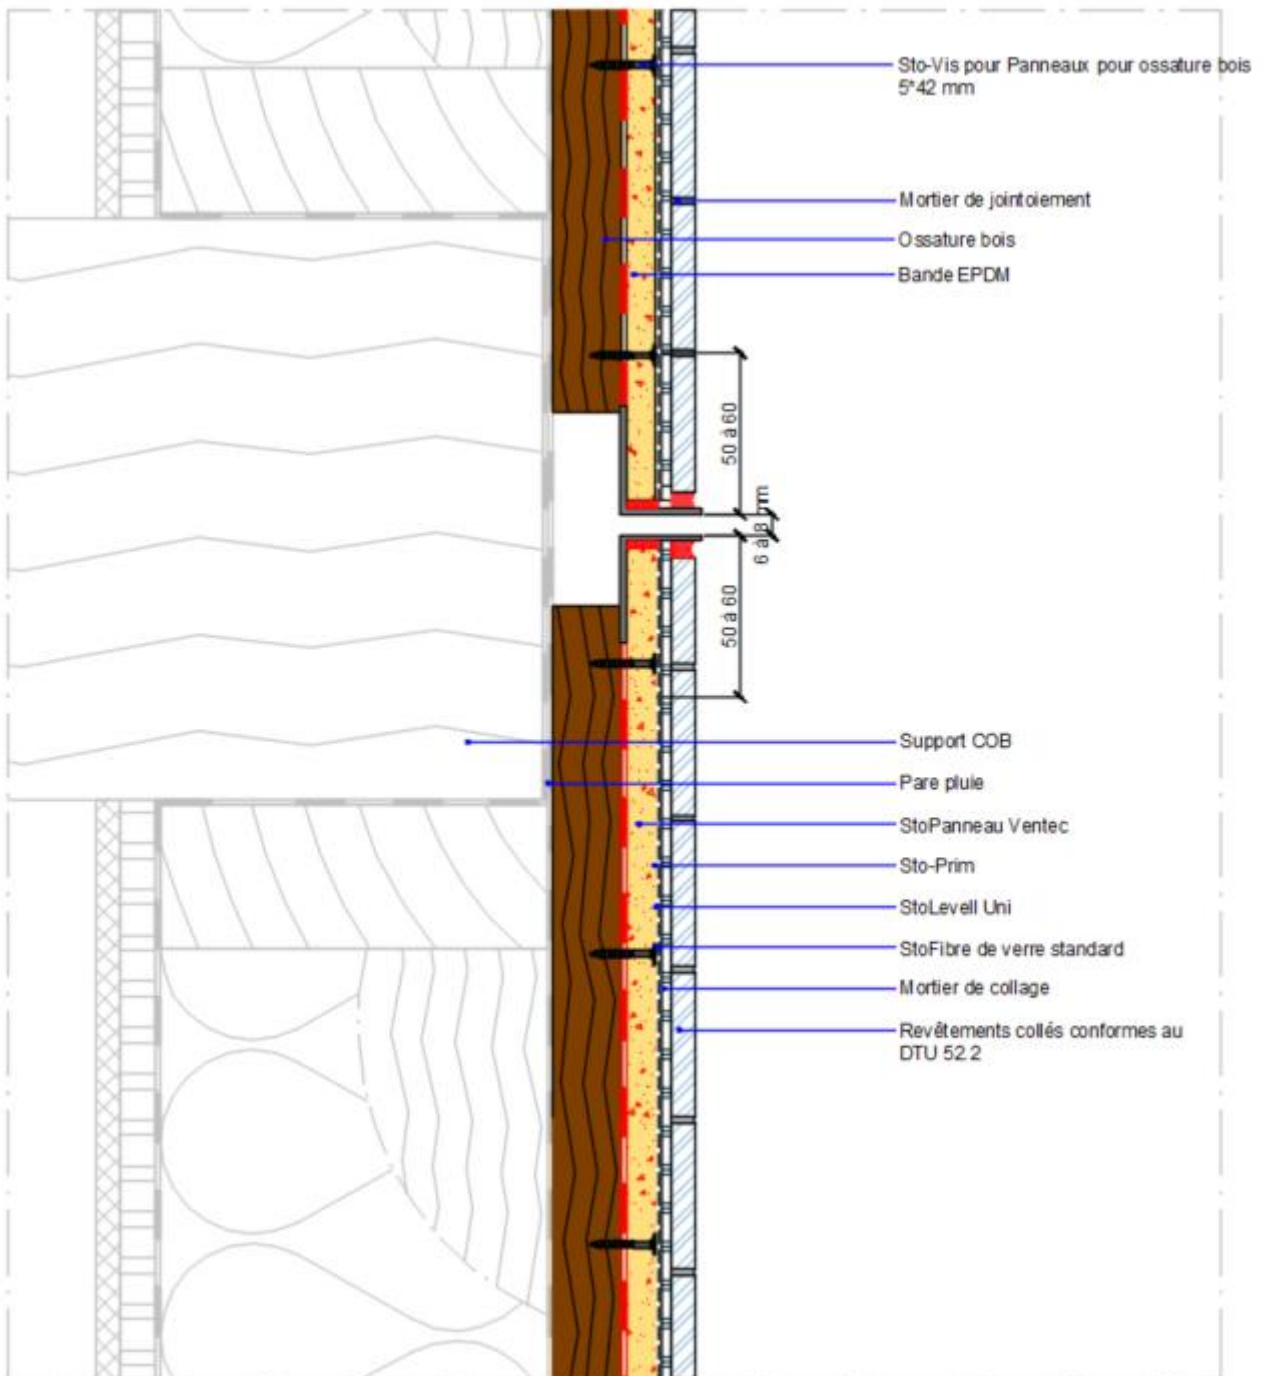 Sto-Vis pour Panneaux pour ossature bois
5*42 mm
Mortier de jointoiement
Ossature bois
Bande EPDM
50 à 60
6 à 8 mm
50 à 60
Support COB
Pare pluie
StoPanneau Ventec
Sto-Prim
StoLevell Uni
StoFibre de verre standard
Mortier de collage
Revêtements collés conformes au
DTU 52.2